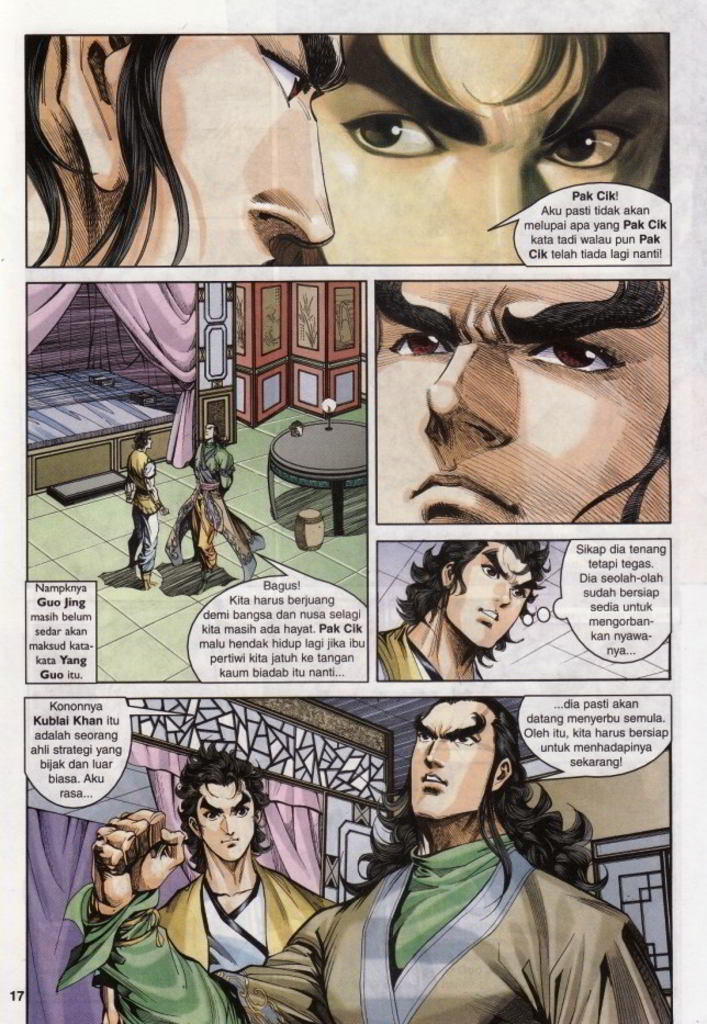 Pak Cik!
Aku pasti tidak akan
melupai apa yang Pak Cik
kata tadi walau pun Pak
Cik telah tiada lagi nanti!
Nampknya
Guo Jing
masih belum
sedar akan
maksud kata-
kata Yang
Guo itu.
Bagus!
Kita harus berjuang
demi bangsa dan nusa selagi
kita masih ada hayat. Pak Cik
malu hendak hidup lagi jika ibu
pertiwi kita jatuh ke tangan
kaum biadab itu nanti...
Sikap dia tenang
tetapi tegas.
Dia seolah-olah
sudah bersiap
sedia untuk
mengorban-
kan nyawa-
nya...
Kononnya
Kublai Khan itu
adalah seorang
ahli strategi yang
bijak dan luar
biasa. Aku
rasa...
...dia pasti akan
datang menyerbu semula.
Oleh itu, kita harus bersiap
untuk menhadapinya
sekarang!
17